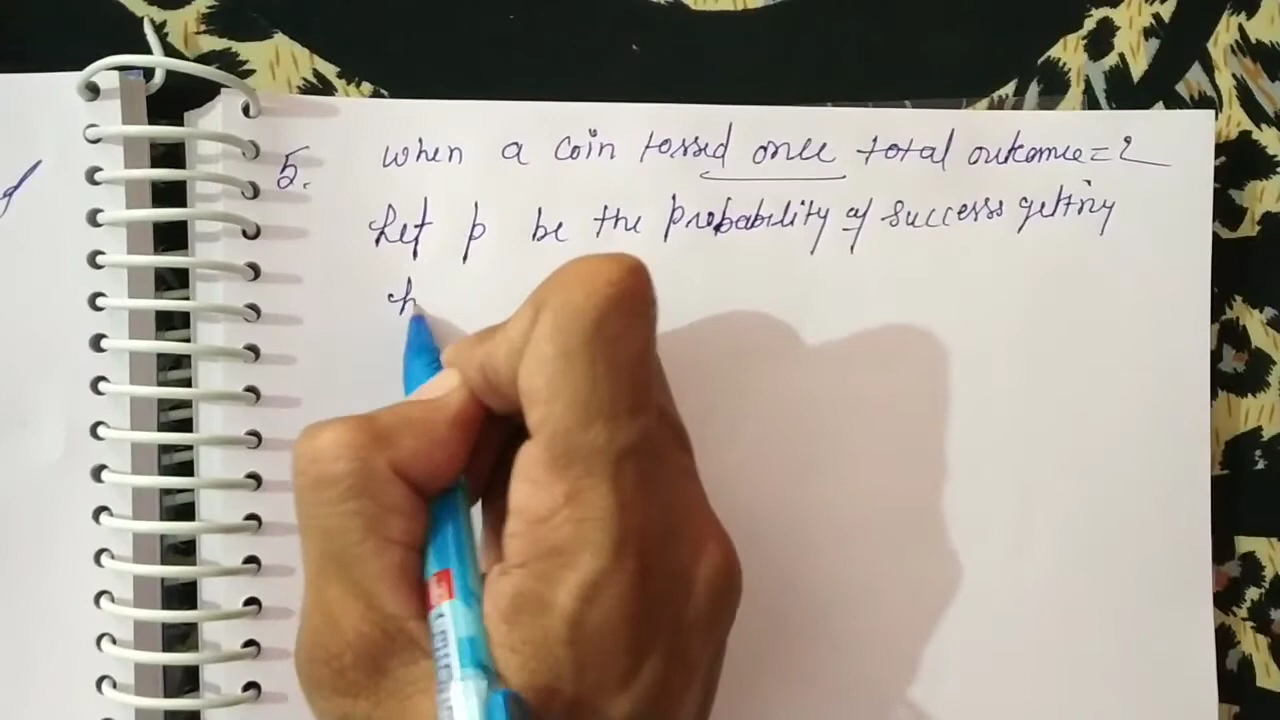 5. when a coin tossed once total outcome=2
Let p be the probability of success getting